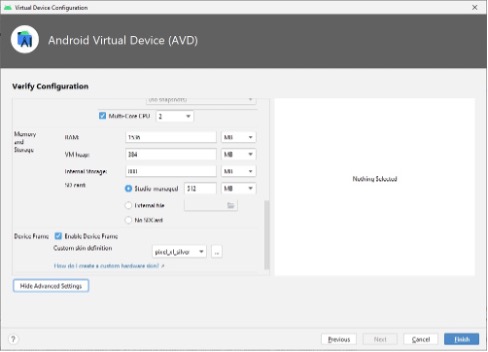 Virtual Device Configuration
Android Virtual Device (AVD)
Verify Configuration
(no snapshots)
Multi-Core CPU 2
Memory and Storage
RAM: 1536 MB
VM heap: 384 MB
Internal Storage: 800 MB
SD card: Studio-managed 512 MB
External file
No SDCard
Nothing Selected
Device Frame Enable Device Frame
Custom skin definition pixel_xl_silver ...
How do I create a custom hardware skin?
Hide Advanced Settings
? Previous Next Cancel Finish